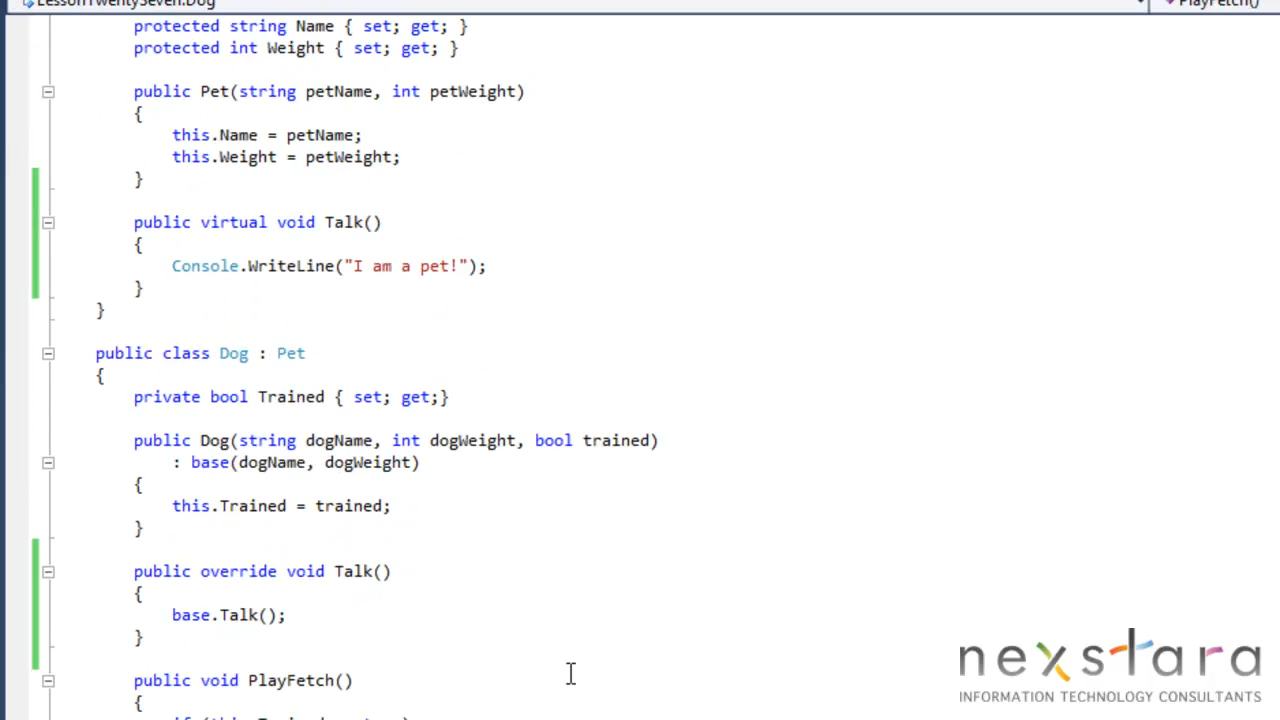 LessonTwentySeven.Dog
PlayFetch()
protected string Name { set; get; }
protected int Weight { set; get; }
public Pet(string petName, int petWeight)
{
this.Name = petName;
this.Weight = petWeight;
}
public virtual void Talk()
{
Console.WriteLine("I am a pet!");
}
}
public class Dog : Pet
{
private bool Trained { set; get;}
public Dog(string dogName, int dogWeight, bool trained)
: base(dogName, dogWeight)
{
this.Trained = trained;
}
public override void Talk()
{
base.Talk();
}
public void PlayFetch()
{
nexstara
INFORMATION TECHNOLOGY CONSULTANTS